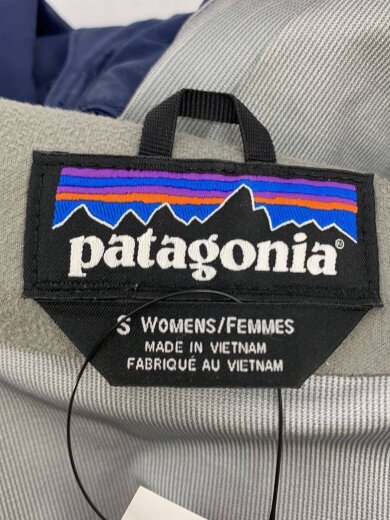 patagonia®
S WOMENS/FEMMES
MADE IN VIETNAM
FABRIQUÉ AU VIETNAM